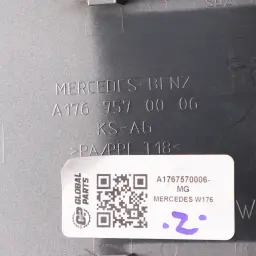 MERCEDES-BENZ
A176 757 00 06
KS-AG
>PA/PPE 118<
GLOBAL
PARTS
A1767570006-
MG
MERCEDES W176
.2.
W